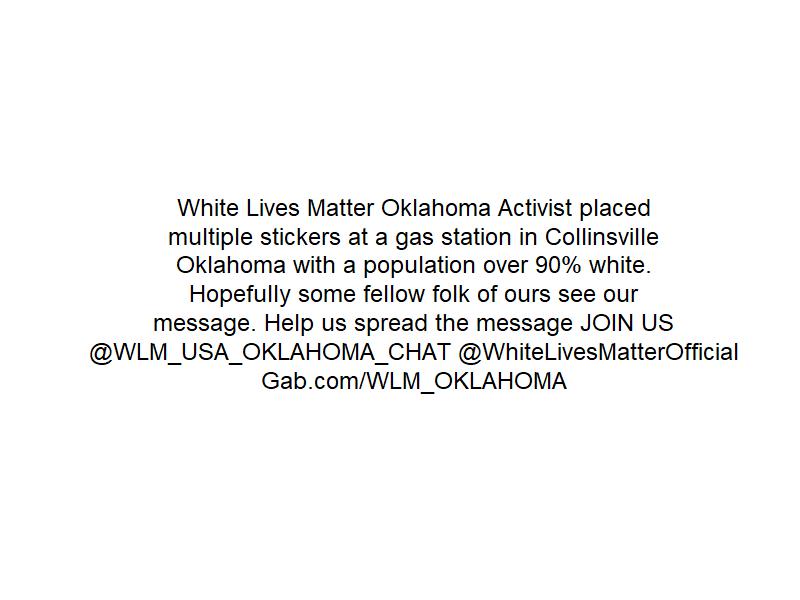 White Lives Matter Oklahoma Activist placed
multiple stickers at a gas station in Collinsville
Oklahoma with a population over 90% white.
Hopefully some fellow folk of ours see our
message. Help us spread the message JOIN US
@WLM_USA_OKLAHOMA_CHAT @WhiteLivesMatterOfficial
Gab.com/WLM_OKLAHOMA